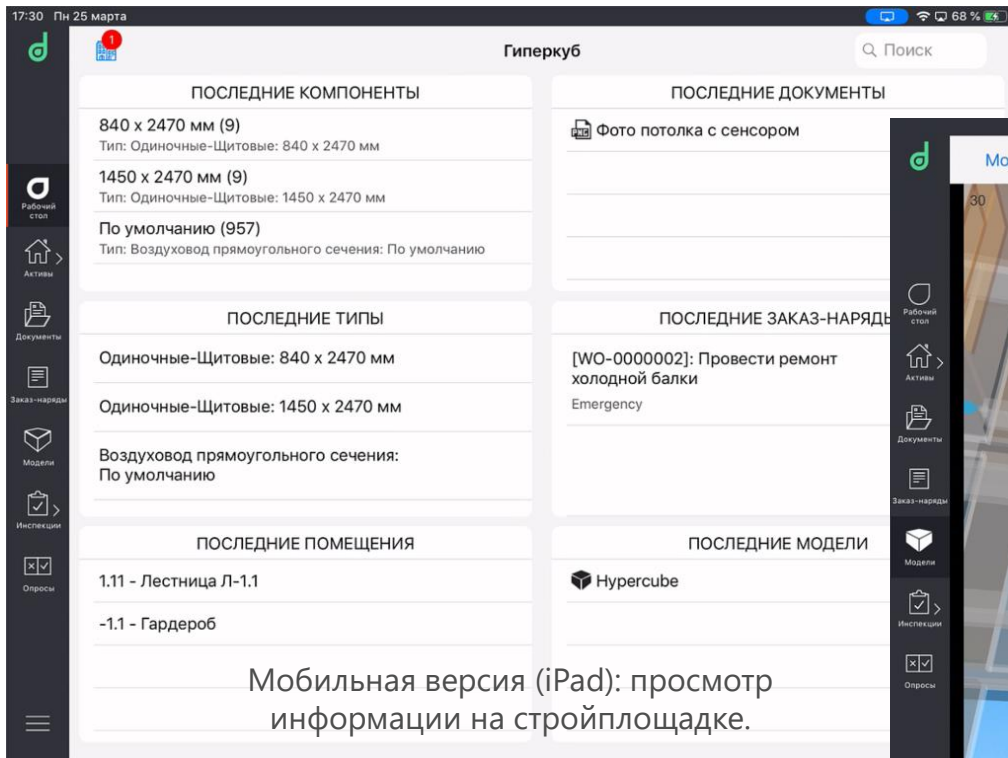 17:30 Пн 25 марта
68 %
1
Гиперкуб
Поиск
ПОСЛЕДНИЕ КОМПОНЕНТЫ
840 x 2470 мм (9)
Тип: Одиночные-Щитовые: 840 x 2470 мм
1450 x 2470 мм (9)
Тип: Одиночные-Щитовые: 1450 x 2470 мм
По умолчанию (957)
Тип: Воздуховод прямоугольного сечения: По умолчанию
ПОСЛЕДНИЕ ДОКУМЕНТЫ
Фото потолка с сенсором
ПОСЛЕДНИЕ ТИПЫ
Одиночные-Щитовые: 840 x 2470 мм
Одиночные-Щитовые: 1450 x 2470 мм
Воздуховод прямоугольного сечения:
По умолчанию
ПОСЛЕДНИЕ ЗАКАЗ-НАРЯДЫ
[WO-0000002]: Провести ремонт
холодной балки
Emergency
ПОСЛЕДНИЕ ПОМЕЩЕНИЯ
1.11 - Лестница Л-1.1
-1.1 - Гардероб
ПОСЛЕДНИЕ МОДЕЛИ
Hypercube
Рабочий
стол
Активы
Документы
Заказ-наряды
Модели
Инспекции
Опросы
Мо
30
Рабочий
стол
Активы
Документы
Заказ-наряды
Модели
Инспекции
Опросы
Мобильная версия (iPad): просмотр
информации на стройплощадке.